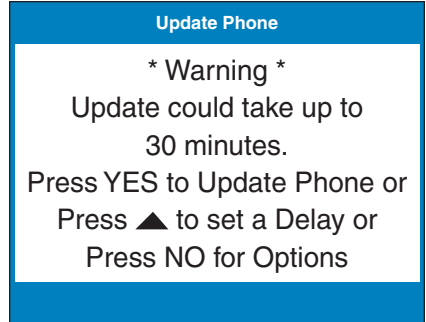 Update Phone
* Warning *
Update could take up to
30 minutes.
Press YES to Update Phone or
Press ▲ to set a Delay or
Press NO for Options